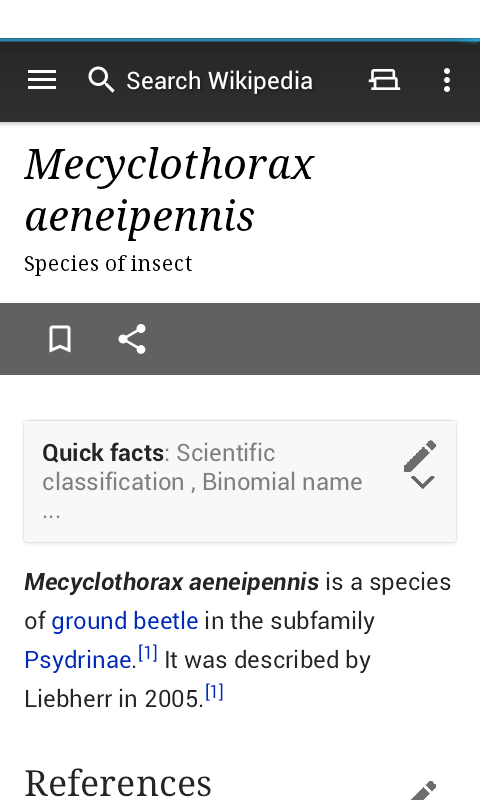 Search Wikipedia
Mecyclothorax
aeneipennis
Species of insect
Quick facts: Scientific
classification , Binomial name
...
Mecyclothorax aeneipennis is a species
of ground beetle in the subfamily
Psydrinae.[1] It was described by
Liebherr in 2005.[1]
References